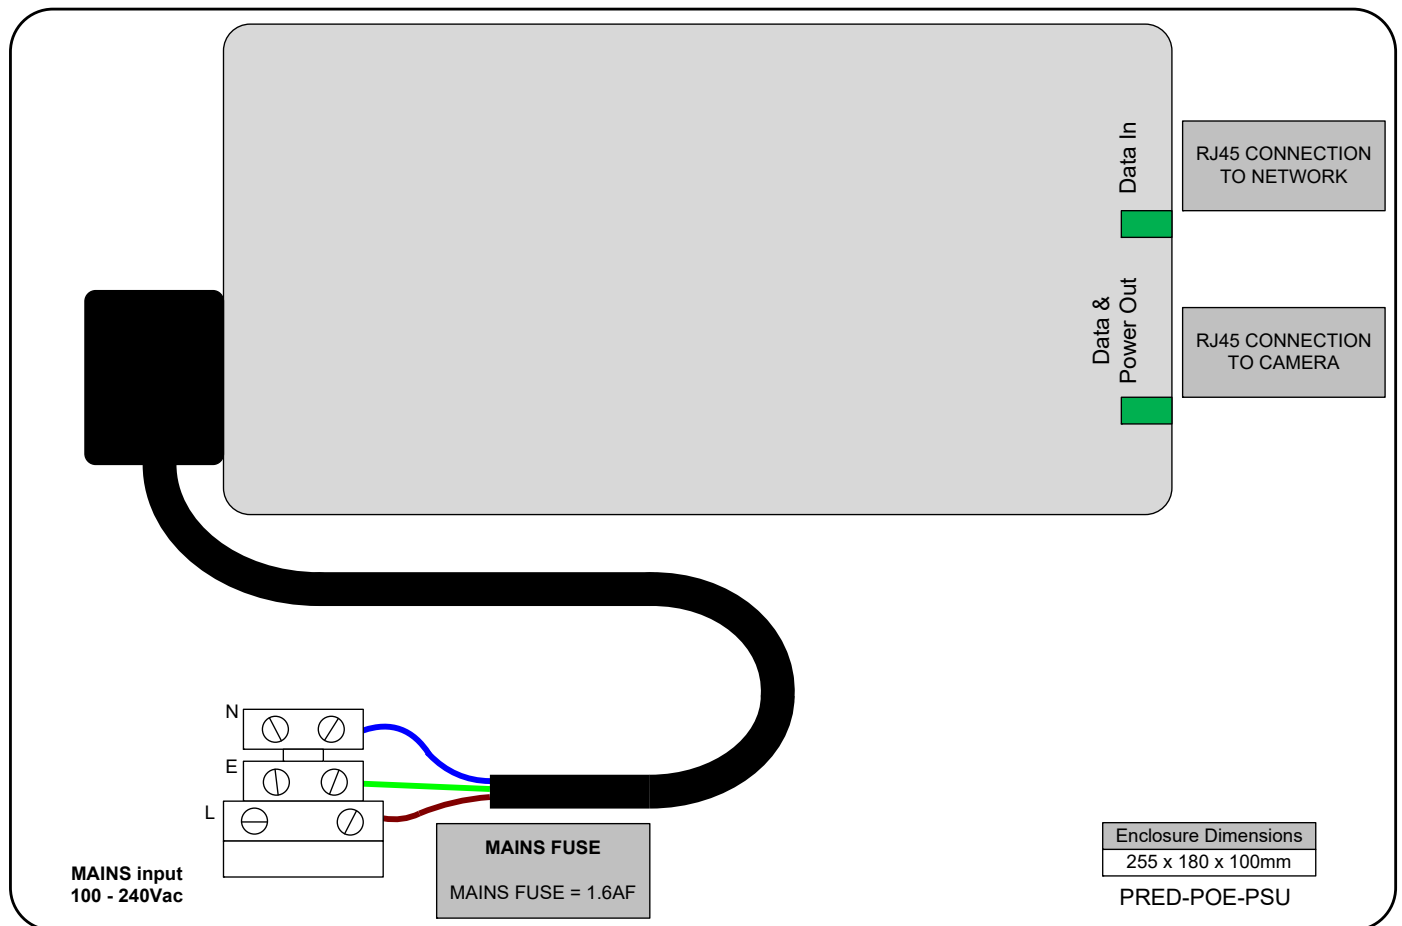 Data In
RJ45 CONNECTION
TO NETWORK
Data &
Power Out
RJ45 CONNECTION
TO CAMERA
N
E
L
MAINS input
100 - 240Vac
MAINS FUSE
MAINS FUSE = 1.6AF
Enclosure Dimensions
255 x 180 x 100mm
PRED-POE-PSU